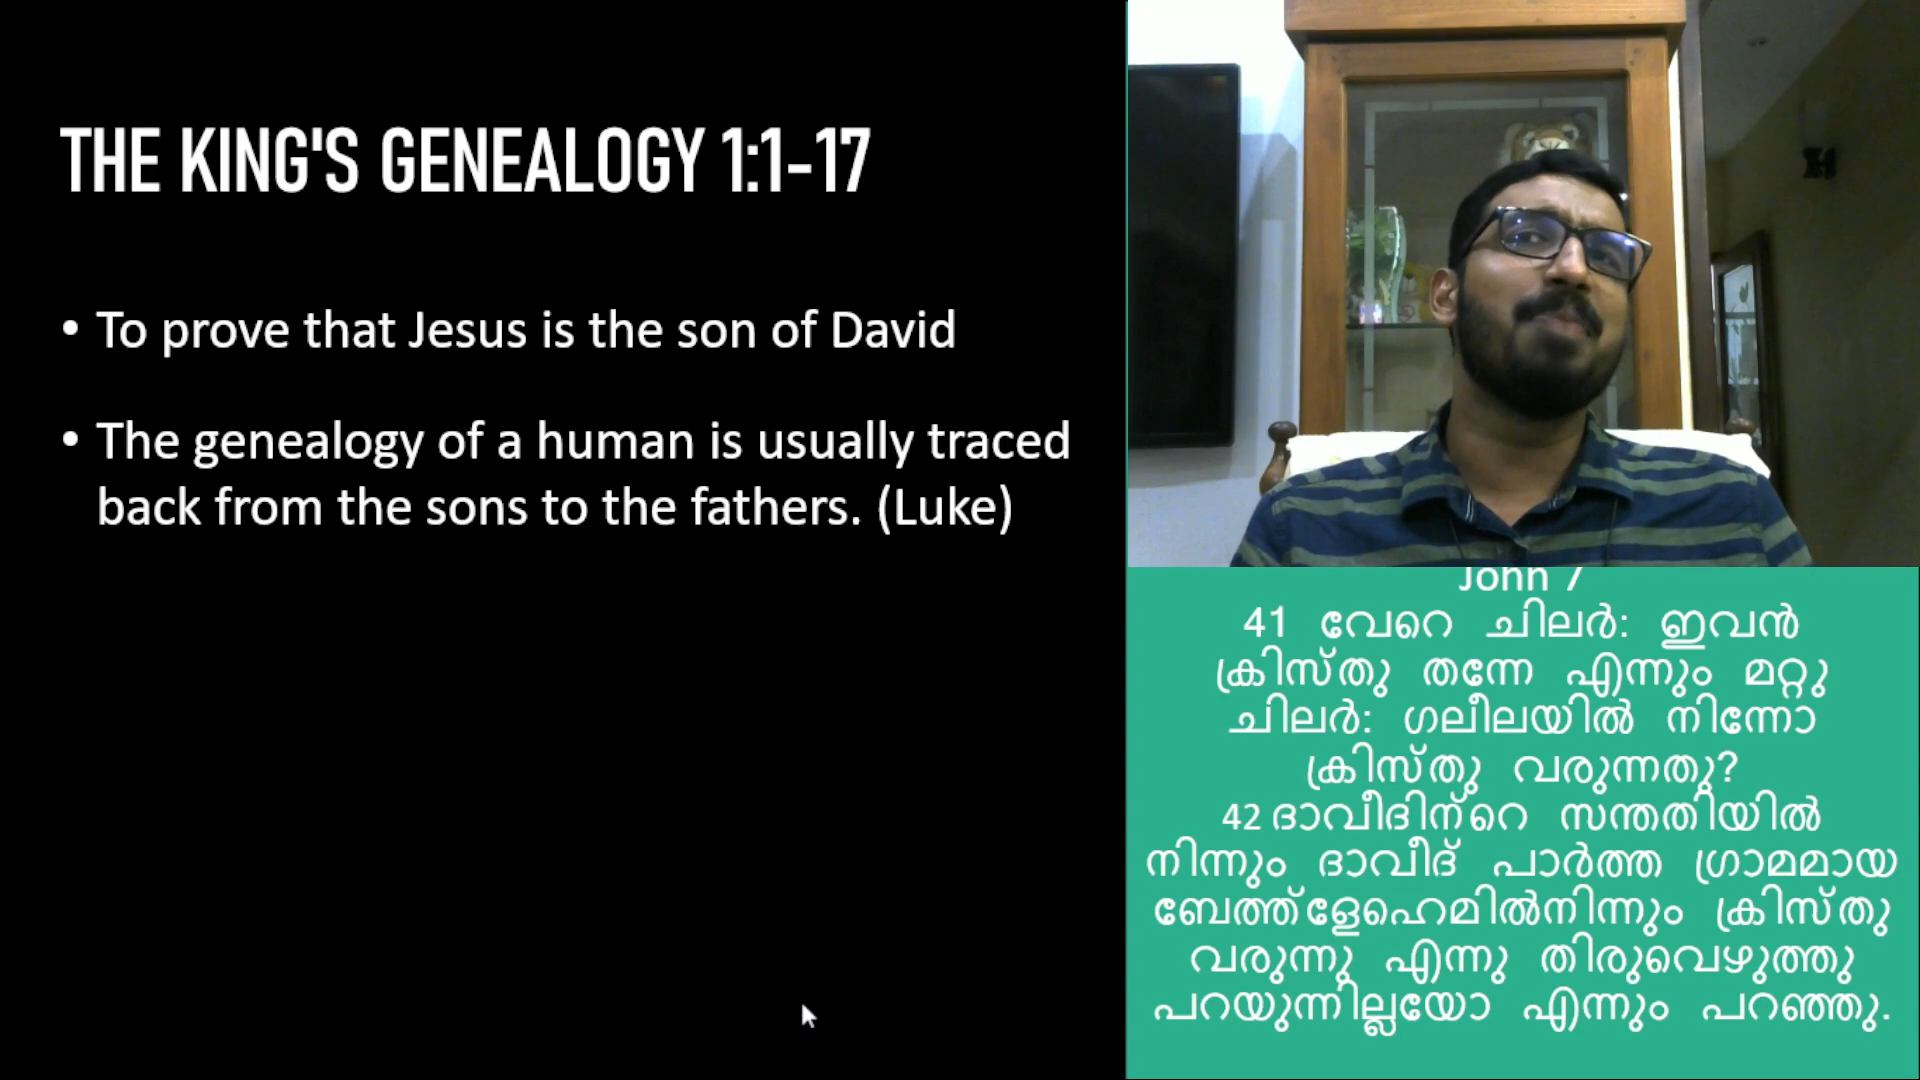 THE KING'S GENEALOGY 1:1-17
• To prove that Jesus is the son of David
• The genealogy of a human is usually traced
back from the sons to the fathers. (Luke)
John 7
41 വേറെ ചിലർ: ഇവൻ
ക്രിസ്തു തന്നേ എന്നും മറ്റു
ചിലർ: ഗലീലയിൽ നിന്നോ
ക്രിസ്തു വരുന്നതു?
42 ദാവീദിന്റെ സന്തതിയിൽ
നിന്നും ദാവീദ് പാർത്ത ഗ്രാമമായ
ബേത്ത്ളേഹെമിൽനിന്നും ക്രിസ്തു
വരുന്നു എന്നു തിരുവെഴുത്തു
പറയുന്നില്ലയോ എന്നും പറഞ്ഞു.